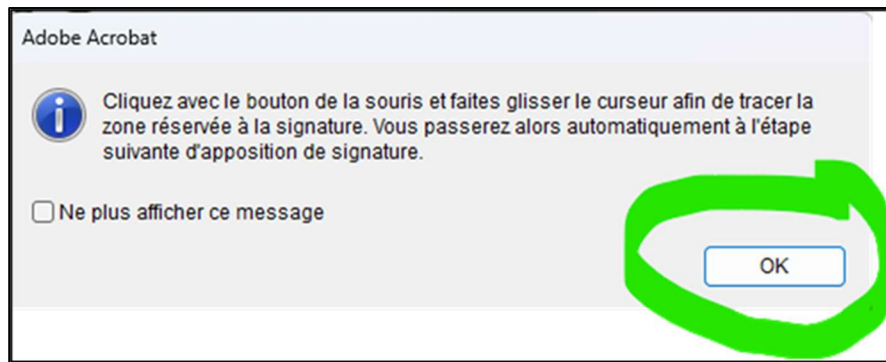 Adobe Acrobat
Cliquez avec le bouton de la souris et faites glisser le curseur afin de tracer la
zone réservée à la signature. Vous passerez alors automatiquement à l'étape
suivante d'apposition de signature.
Ne plus afficher ce message
OK